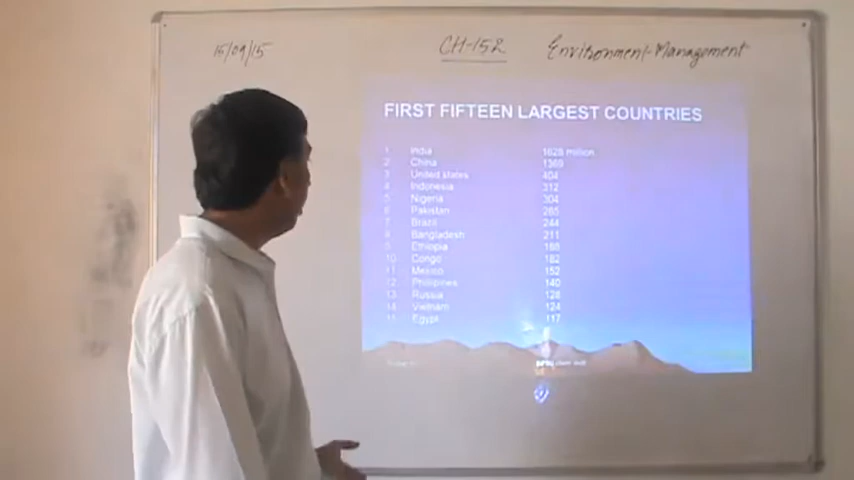 15/09/15 CH-152 Environment-Management
FIRST FIFTEEN LARGEST COUNTRIES
1 India 1628 million
2 China 1369
3 United states 404
4 Indonesia 312
5 Nigeria 304
6 Pakistan 265
7 Brazil 244
8 Bangladesh 211
9 Ethiopia 188
10 Congo 182
11 Mexico 152
12 Philippines 140
13 Russia 126
14 Vietnam 124
15 Egypt 117